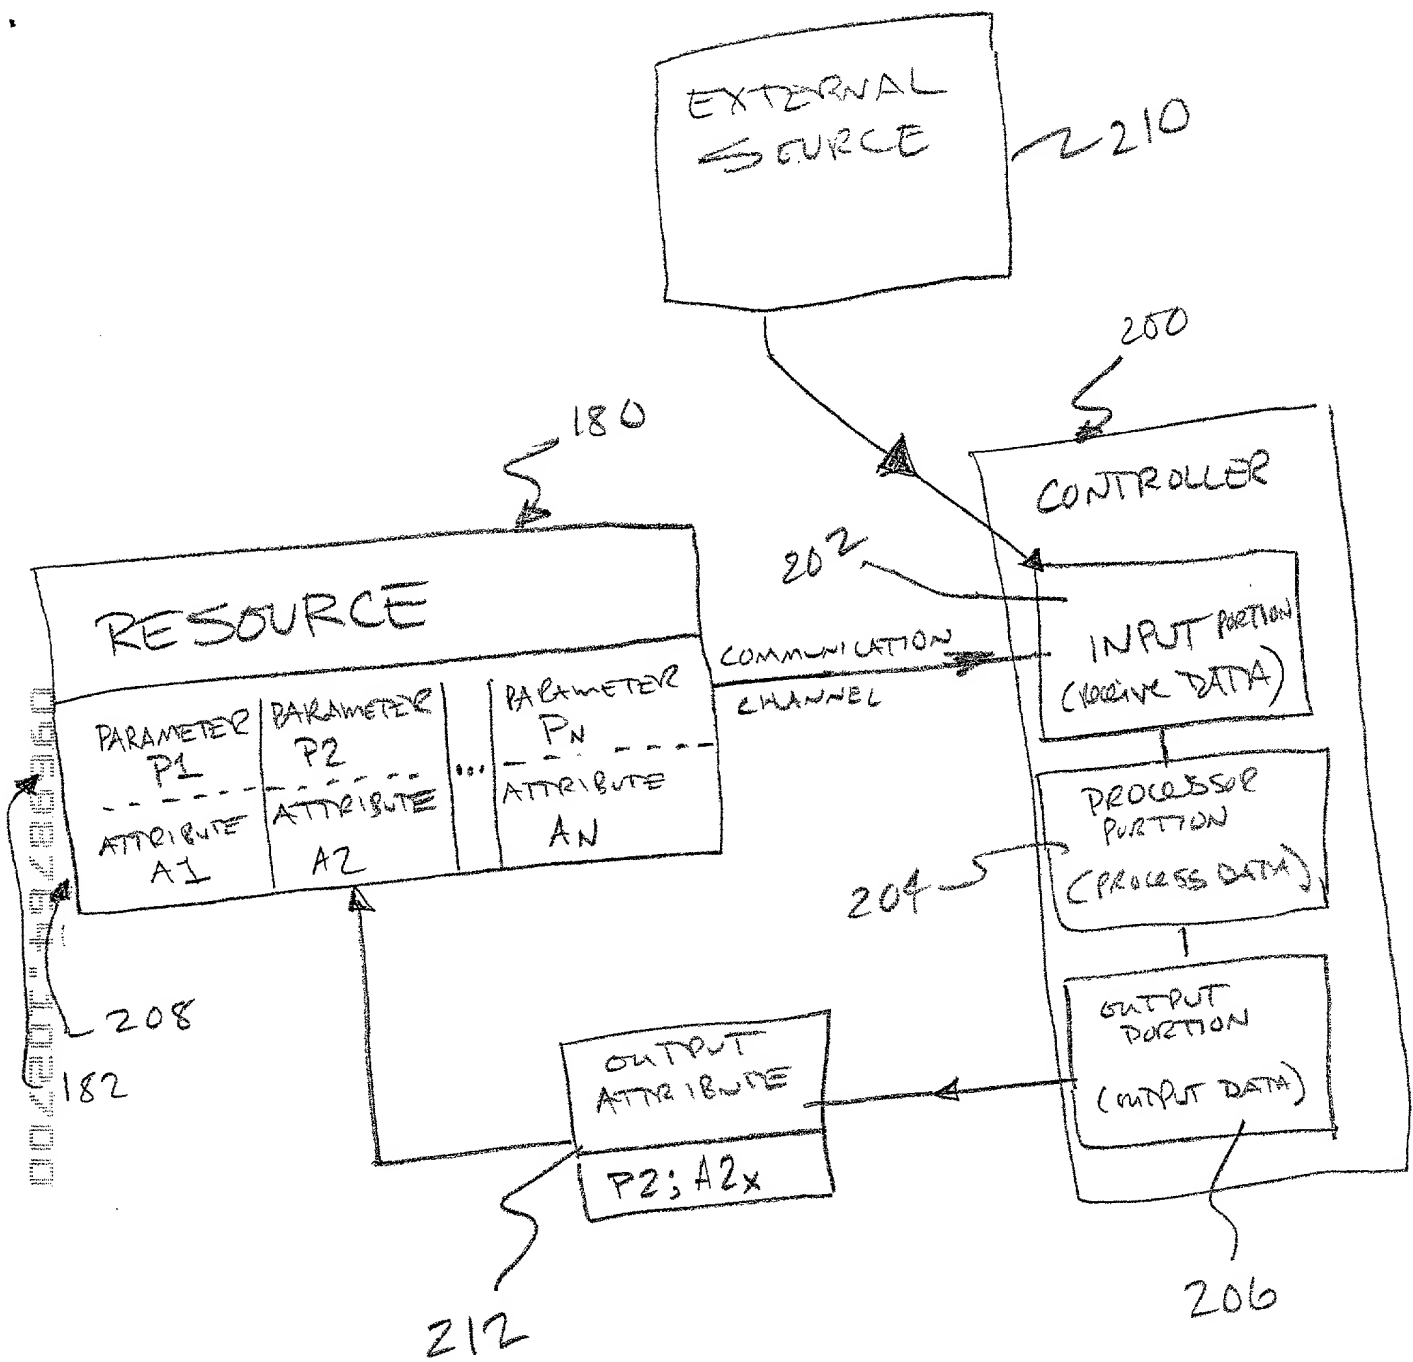 EXTERNAL
SOURCE
210
200
180
CONTROLLER
202
RESOURCE
INPUT PORTION
(RECEIVE DATA)
COMMUNICATION
CHANNEL
PARAMETER
P1
PARAMETER
P2
...
PARAMETER
PN
ATTRIBUTE
A1
ATTRIBUTE
A2
ATTRIBUTE
AN
PROCESSOR
PORTION
(PROCESS DATA)
204
OUTPUT
PORTION
(OUTPUT DATA)
208
182
OUTPUT
ATTRIBUTE
P2; A2x
206
212